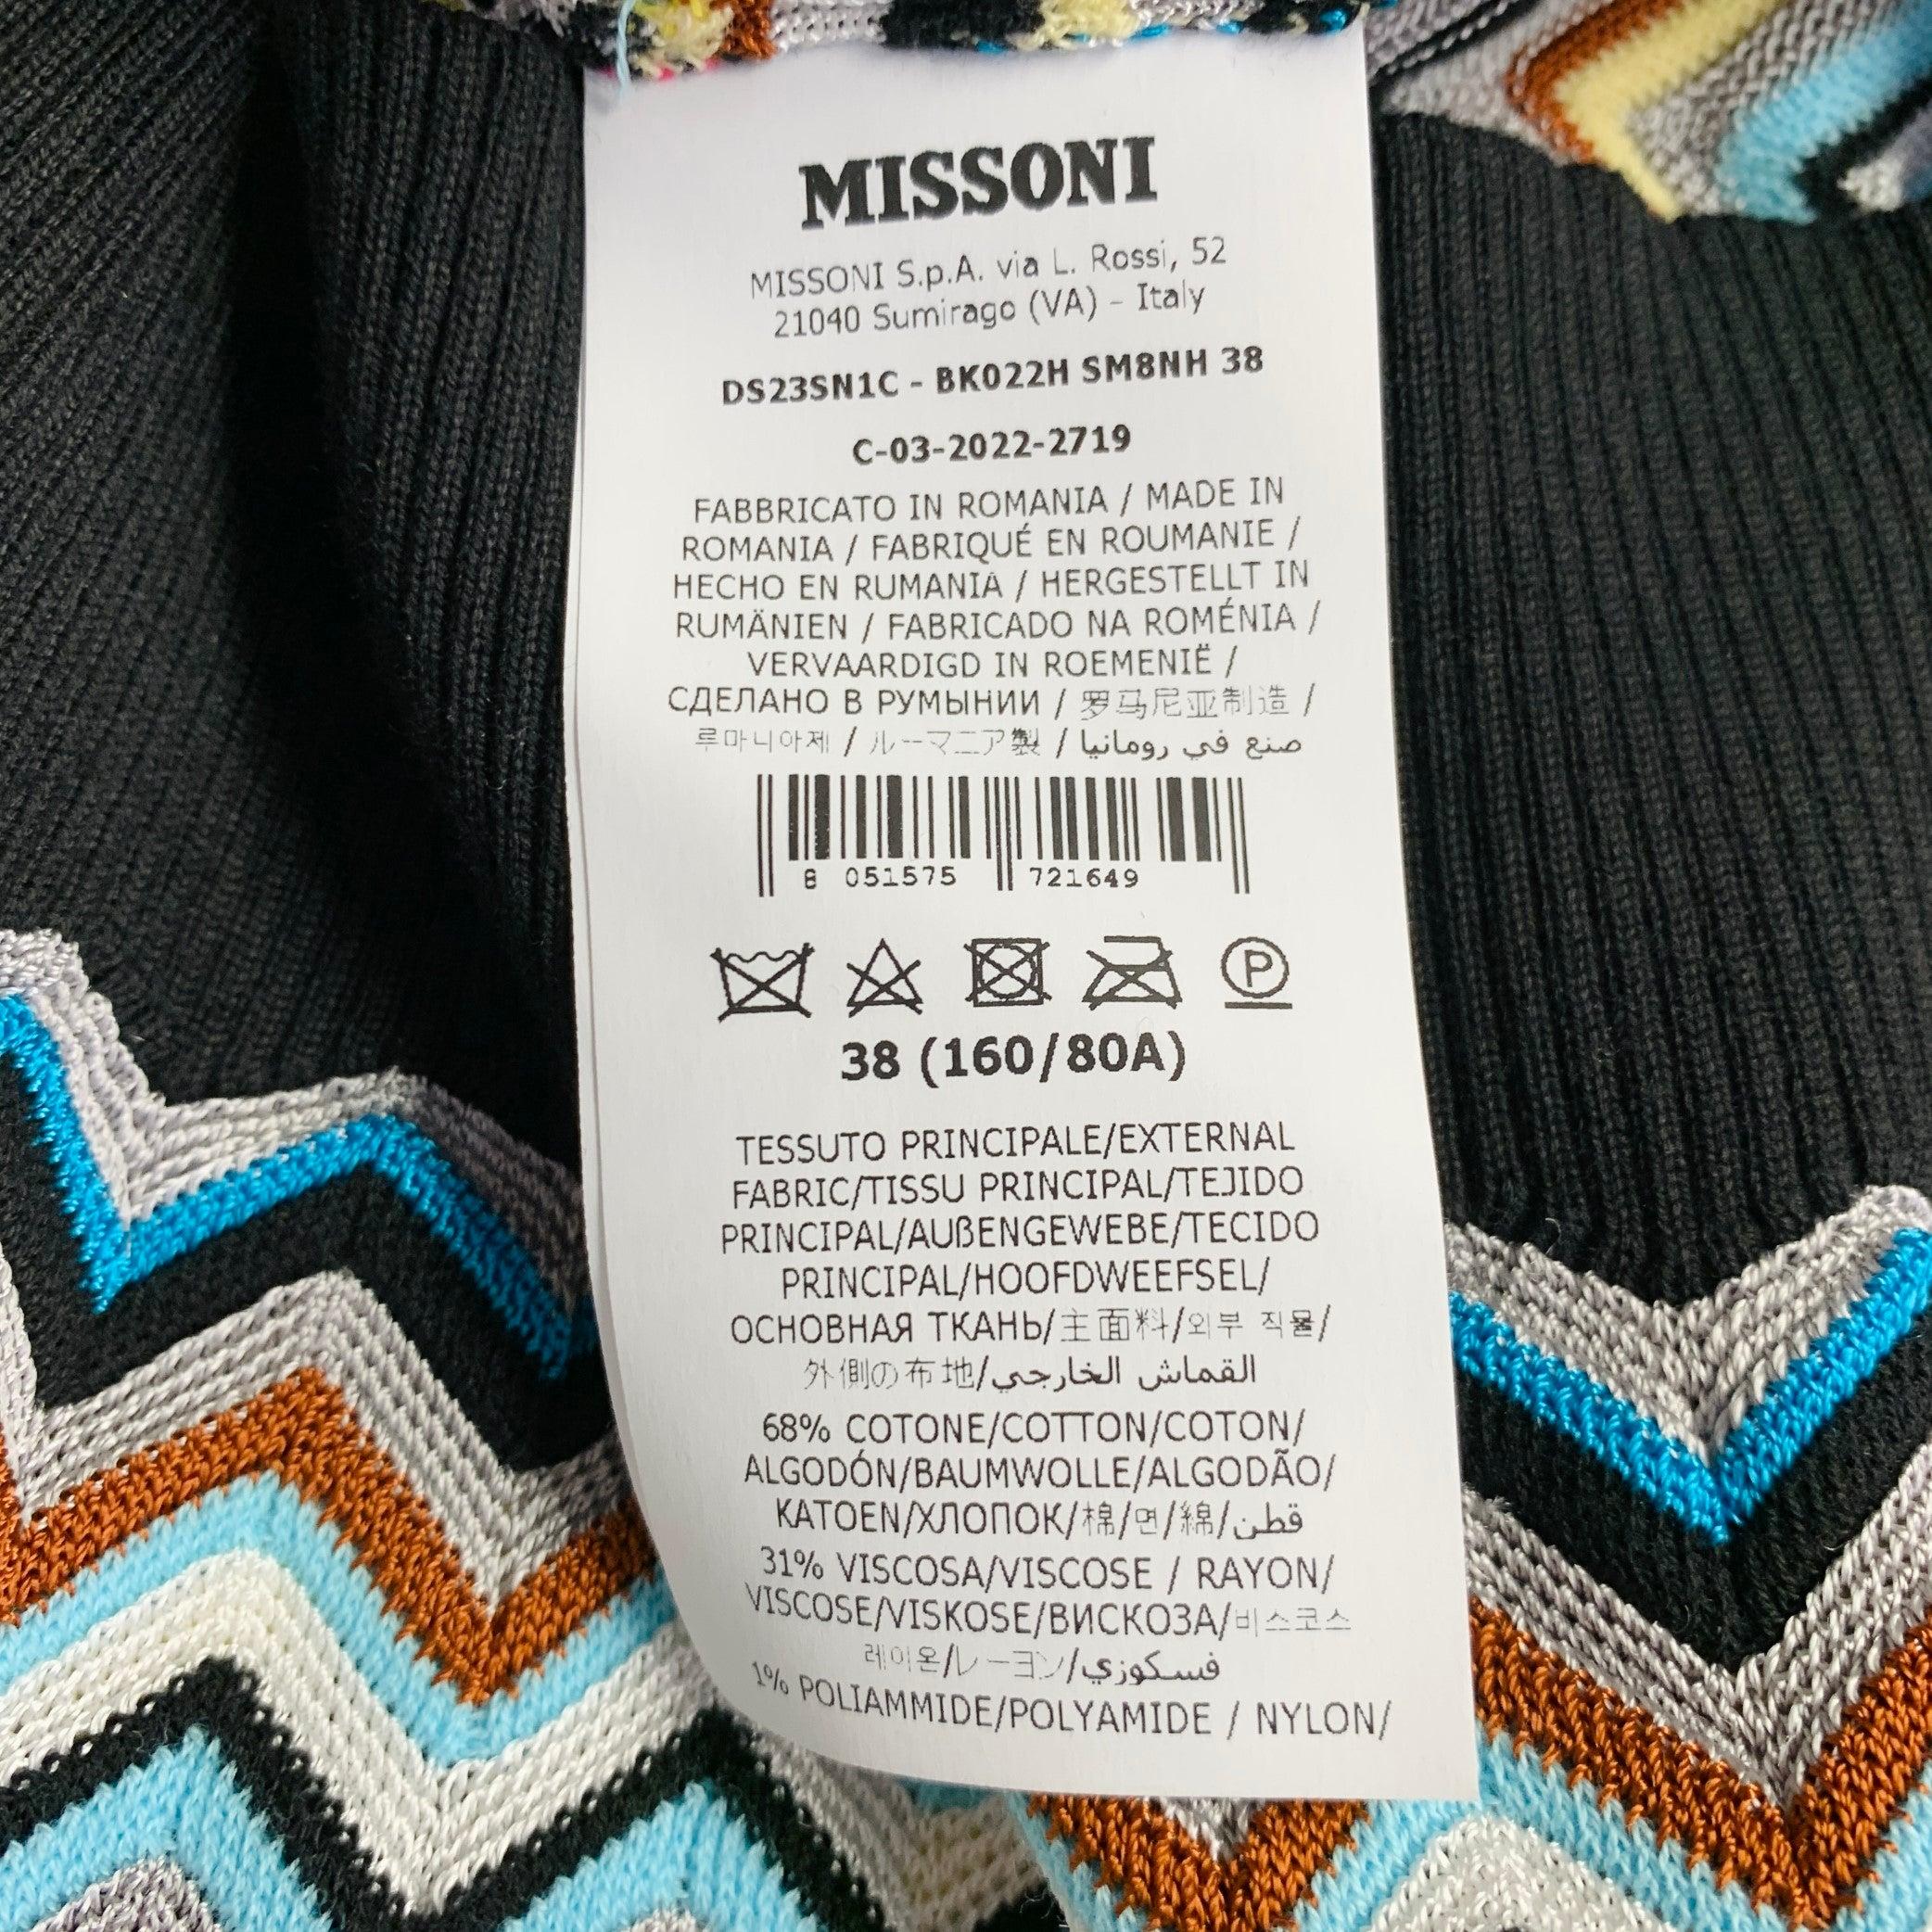 MISSONI
MISSONI S.p.A. via L. Rossi, 52
21040 Sumirago (VA) - Italy
DS23SN1C - BK022H SM8NH 38
C-03-2022-2719
FABBRICATO IN ROMANIA / MADE IN
ROMANIA / FABRIQUÉ EN ROUMANIE /
HECHO EN RUMANIA / HERGESTELLT IN
RUMÄNIEN / FABRICADO NA ROMÉNIA /
VERVAARDIGD IN ROEMENIË /
СДЕЛАНО В РУМЫНИИ / 罗马尼亚制造 /
루마니아제 / ルーマニア製 / صنع في رومانيا
8 051575 721649
P
38 (160/80A)
TESSUTO PRINCIPALE/EXTERNAL
FABRIC/TISSU PRINCIPAL/TEJIDO
PRINCIPAL/AUßENGEWEBE/TECIDO
PRINCIPAL/HOOFDWEEFSEL/
ОСНОВНАЯ ТКАНЬ/主面料/외부 직물/
外側の布地/القماش الخارجي
68% COTONE/COTTON/COTON/
ALGODÓN/BAUMWOLLE/ALGODÃO/
KATOEN/ХЛОПОК/棉/면/綿/قطن
31% VISCOSA/VISCOSE / RAYON/
VISCOSE/VISKOSE/ВИСКОЗА/비스코스
레이온/レーヨン/فسكوزي
1% POLIAMMIDE/POLYAMIDE / NYLON/